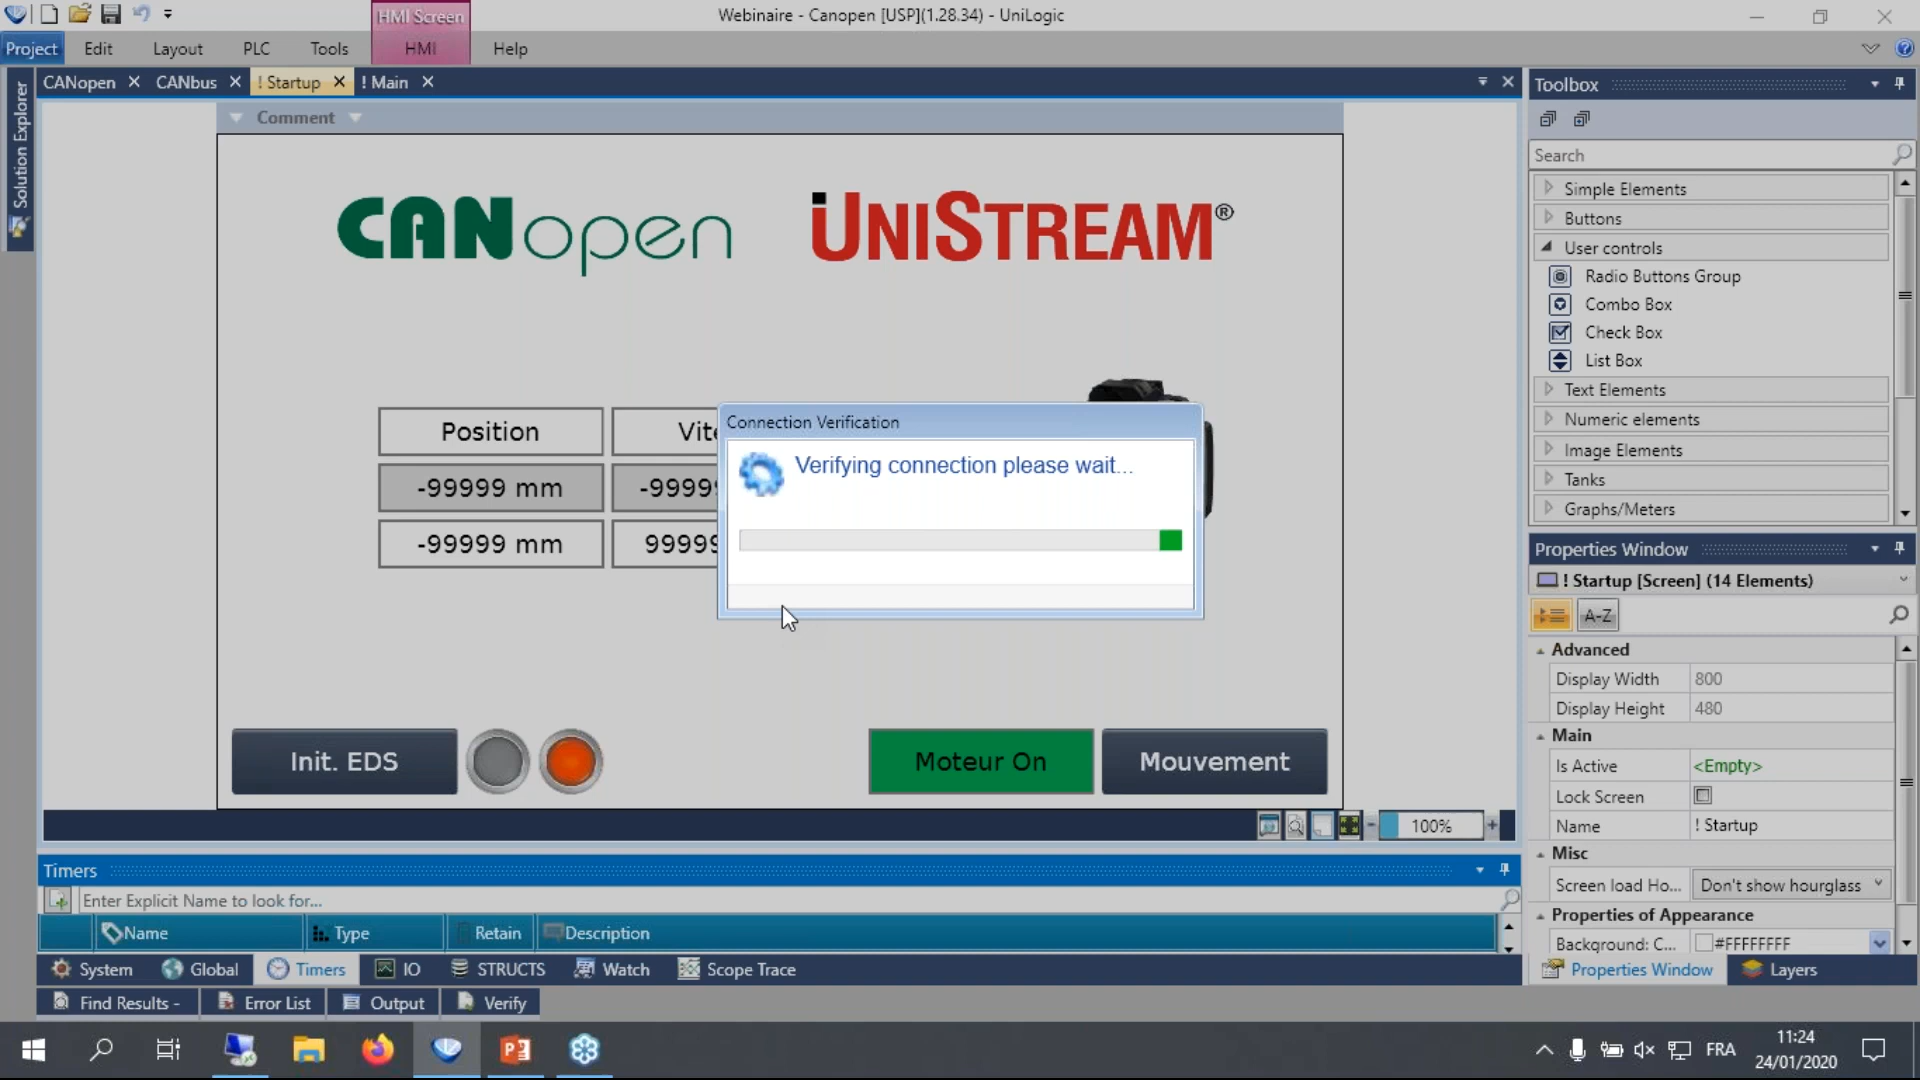 HMI Screen
Webinaire - Canopen [USP](1.28.34) - UniLogic
Project Edit Layout PLC Tools HMI Help
CANopen CANbus ! Startup ! Main
Solution Explorer
Comment
CANopen UNISTREAM®
Position
-99999 mm
-99999 mm 99999
Connection Verification
Verifying connection please wait...
Init. EDS Moteur On Mouvement
100%
Timers
Enter Explicit Name to look for...
Name Type Retain Description
System Global Timers IO STRUCTS Watch Scope Trace
Find Results - Error List Output Verify
Toolbox
Search
Simple Elements
Buttons
User controls
Radio Buttons Group
Combo Box
Check Box
List Box
Text Elements
Numeric elements
Image Elements
Tanks
Graphs/Meters
Properties Window
! Startup [Screen] (14 Elements)
A-Z
Advanced
Display Width 800
Display Height 480
Main
Is Active <Empty>
Lock Screen
Name ! Startup
Misc
Screen load Ho... Don't show hourglass
Properties of Appearance
Background: C... #FFFFFFFF
Properties Window Layers
FRA
11:24
24/01/2020